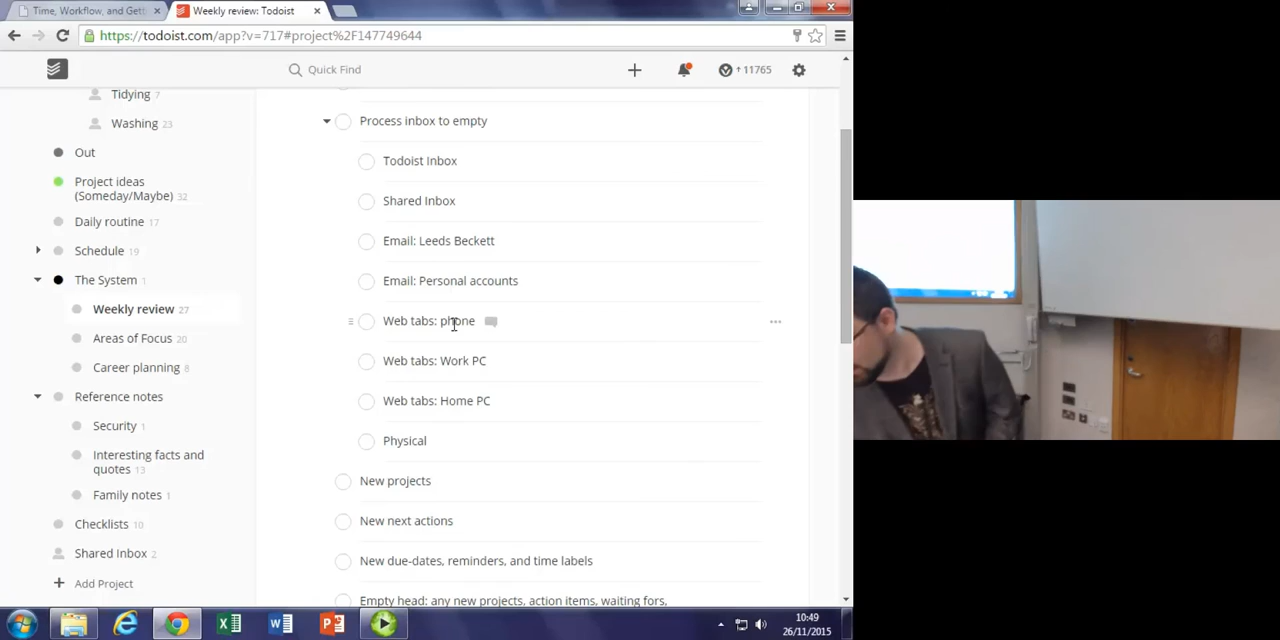 Time, Workflow, and Gett
Weekly review: Todoist
https://todoist.com/app?v=717#project%2F147749644
Quick Find
+11765
Tidying 7
Washing 23
Out
Project ideas
(Someday/Maybe) 32
Daily routine 17
Schedule 19
The System 1
Weekly review 27
Areas of Focus 20
Career planning 8
Reference notes
Security 1
Interesting facts and
quotes 13
Family notes 1
Checklists 10
Shared Inbox 2
Add Project
Process inbox to empty
Todoist Inbox
Shared Inbox
Email: Leeds Beckett
Email: Personal accounts
Web tabs: phone
Web tabs: Work PC
Web tabs: Home PC
Physical
New projects
New next actions
New due-dates, reminders, and time labels
Empty head: any new projects, action items, waiting fors,
10:49
26/11/2015